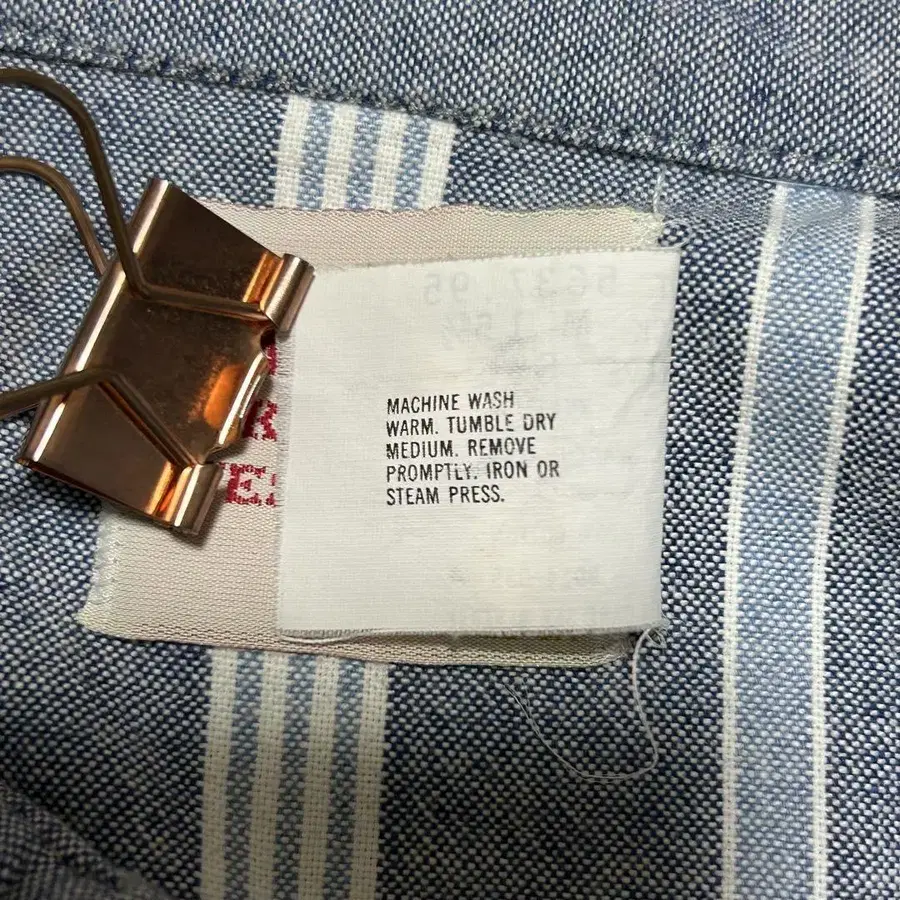 MACHINE WASH
WARM. TUMBLE DRY
MEDIUM. REMOVE
PROMPTLY. IRON OR
STEAM PRESS.